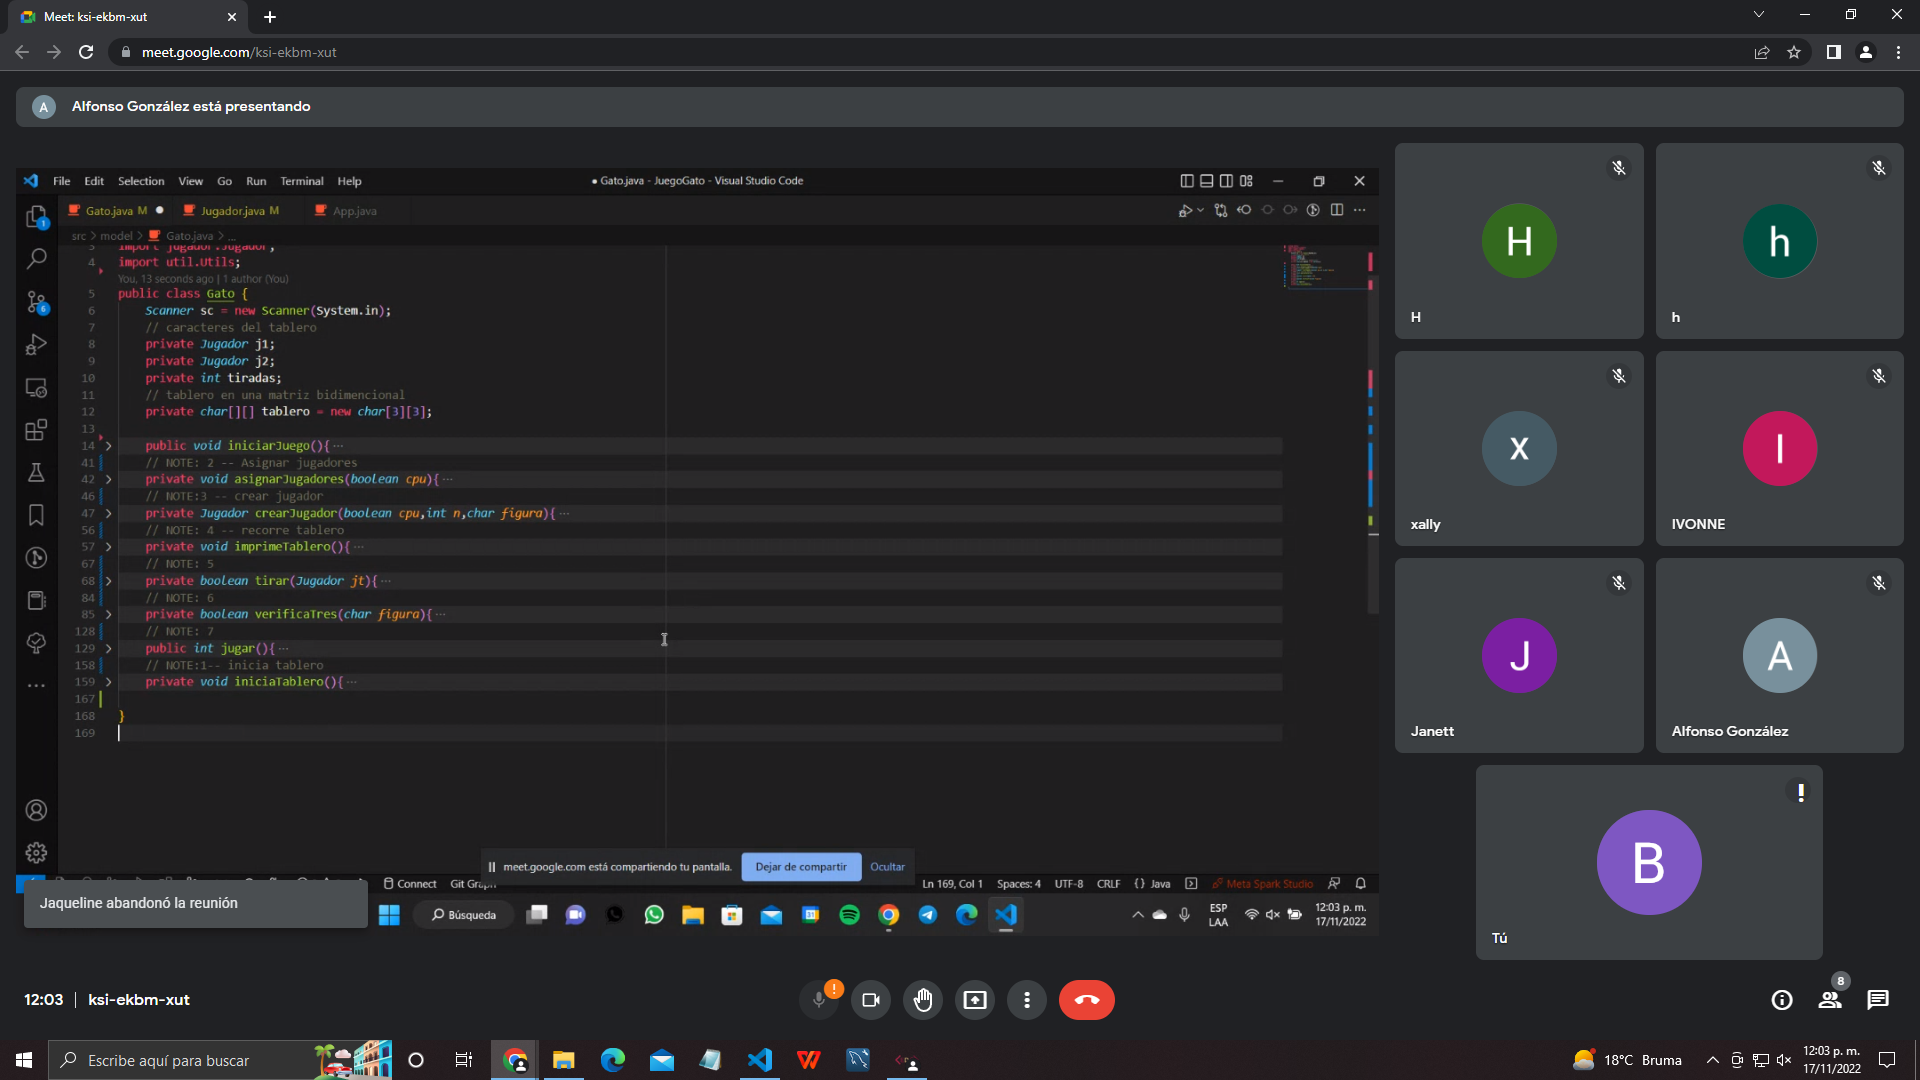 Meet: ksi-ekbm-xut
meet.google.com/ksi-ekbm-xut
A
Alfonso González está presentando
File Edit Selection View Go Run Terminal Help
● Gato.java - JuegoGato - Visual Studio Code
Gato.java M
Jugador.java M
App.java
src > model > Gato.java > ...
3 import jugador.Jugador;
4 import util.Utils;
You, 13 seconds ago | 1 author (You)
5 public class Gato {
6 Scanner sc = new Scanner(System.in);
7 // caracteres del tablero
8 private Jugador j1;
9 private Jugador j2;
10 private int tiradas;
11 // tablero en una matriz bidimencional
12 private char[][] tablero = new char[3][3];
13
14 public void iniciarJuego(){ ...
41 // NOTE: 2 -- Asignar jugadores
42 private void asignarJugadores(boolean cpu){ ...
46 // NOTE:3 -- crear jugador
47 private Jugador crearJugador(boolean cpu,int n,char figura){ ...
56 // NOTE: 4 -- recorre tablero
57 private void imprimeTablero(){ ...
67 // NOTE: 5
68 private boolean tirar(Jugador jt){ ...
84 // NOTE: 6
85 private boolean verificaTres(char figura){ ...
128 // NOTE: 7
129 public int jugar(){ ...
158 // NOTE:1-- inicia tablero
159 private void iniciaTablero(){ ...
167
168 }
169
meet.google.com está compartiendo tu pantalla.
Dejar de compartir
Ocultar
Connect
Git Graph
Ln 169, Col 1
Spaces: 4
UTF-8
CRLF
{} Java
Meta Spark Studio
Jaqueline abandonó la reunión
Búsqueda
ESP
LAA
12:03 p. m.
17/11/2022
H
H
h
h
x
xally
I
IVONNE
J
Janett
A
Alfonso González
B
Tú
12:03 | ksi-ekbm-xut
8
Escribe aquí para buscar
18°C Bruma
12:03 p. m.
17/11/2022